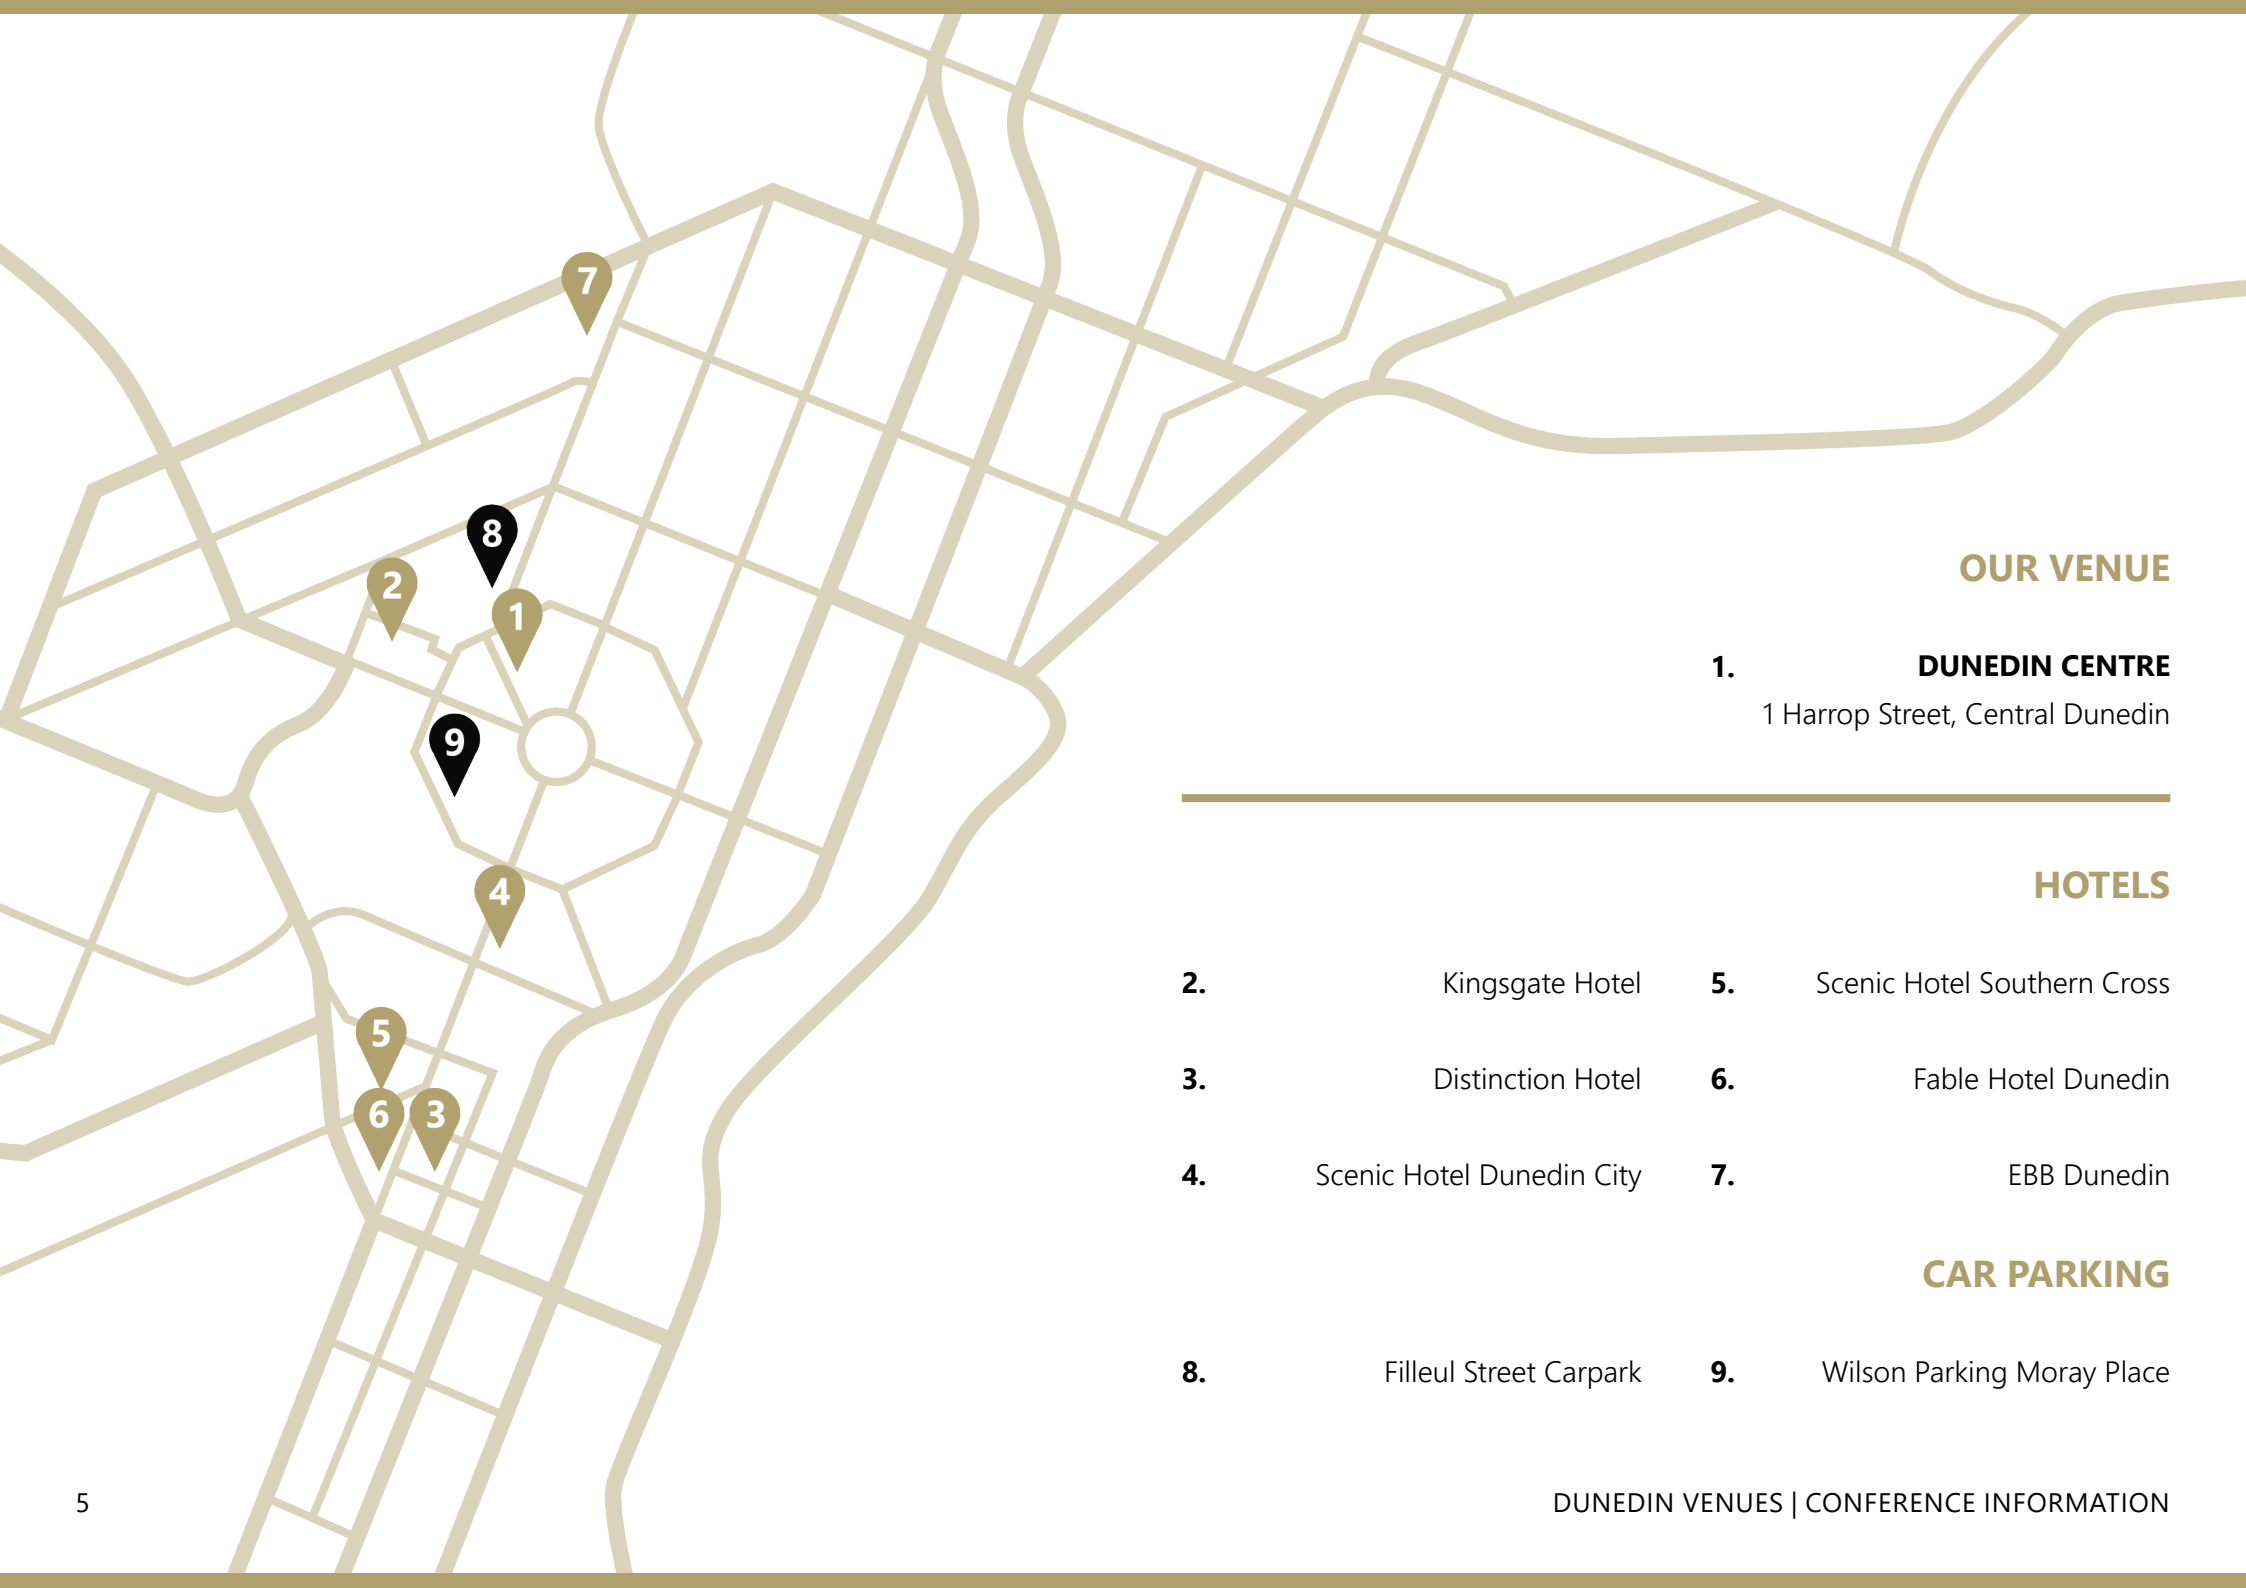 7
8
2
1
9
4
5
6
3
OUR VENUE
1. DUNEDIN CENTRE
1 Harrop Street, Central Dunedin
HOTELS
2. Kingsgate Hotel 5. Scenic Hotel Southern Cross
3. Distinction Hotel 6. Fable Hotel Dunedin
4. Scenic Hotel Dunedin City 7. EBB Dunedin
CAR PARKING
8. Filleul Street Carpark 9. Wilson Parking Moray Place
5
DUNEDIN VENUES | CONFERENCE INFORMATION